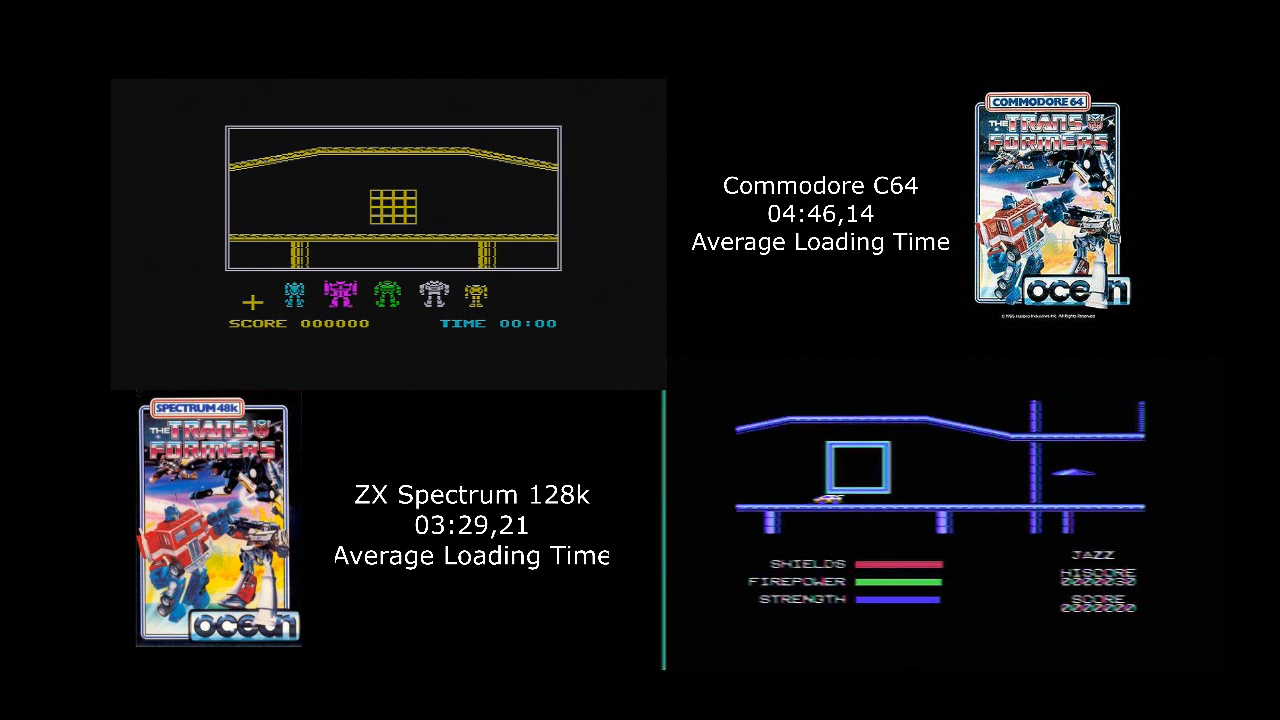 SCORE 000000
TIME 00:00
Commodore C64
04:46,14
Average Loading Time
COMMODORE 64
THE TRANS
FORMERS
ocean
SPECTRUM 48K
THE TRANS
FORMERS
ocean
ZX Spectrum 128k
03:29,21
Average Loading Time
SHIELDS
FIREPOWER
STRENGTH
JAZZ
HISCORE
0000030
SCORE
0000000